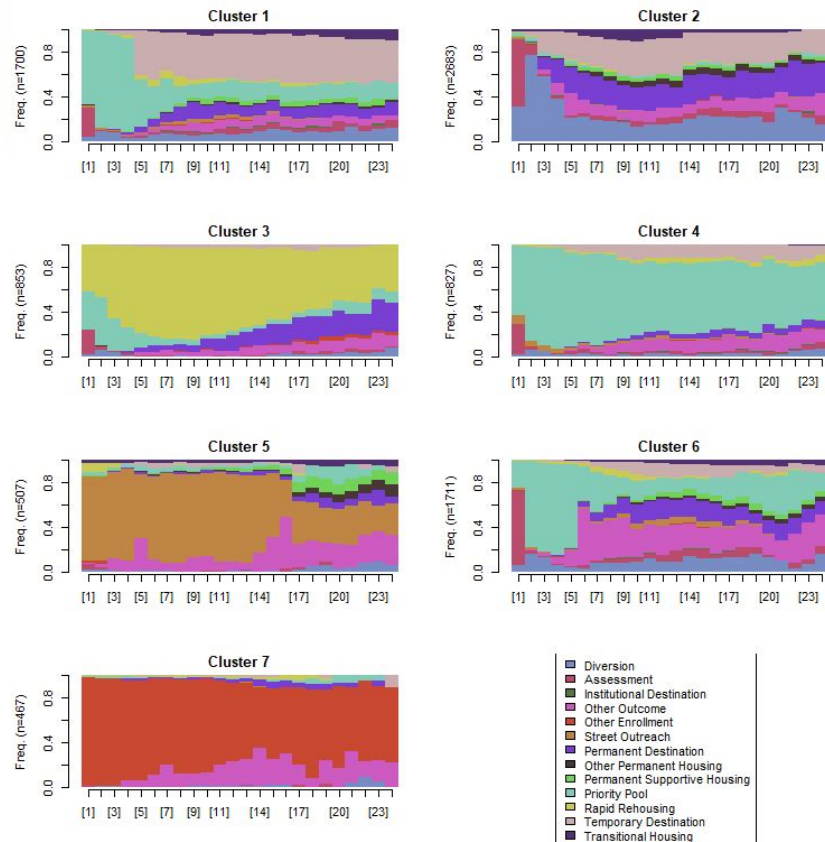 Cluster 1
Freq. (n=1700)
0.0 0.4 0.8
[1] [3] [5] [7] [9] [11] [14] [17] [20] [23]
Cluster 2
Freq. (n=2683)
0.0 0.4 0.8
[1] [3] [5] [7] [9] [11] [14] [17] [20] [23]
Cluster 3
Freq. (n=853)
0.0 0.4 0.8
[1] [3] [5] [7] [9] [11] [14] [17] [20] [23]
Cluster 4
Freq. (n=827)
0.0 0.4 0.8
[1] [3] [5] [7] [9] [11] [14] [17] [20] [23]
Cluster 5
Freq. (n=507)
0.0 0.4 0.8
[1] [3] [5] [7] [9] [11] [14] [17] [20] [23]
Cluster 6
Freq. (n=1711)
0.0 0.4 0.8
[1] [3] [5] [7] [9] [11] [14] [17] [20] [23]
Cluster 7
Freq. (n=467)
0.0 0.4 0.8
[1] [3] [5] [7] [9] [11] [14] [17] [20] [23]
Diversion
Assessment
Institutional Destination
Other Outcome
Other Enrollment
Street Outreach
Permanent Destination
Other Permanent Housing
Permanent Supportive Housing
Priority Pool
Rapid Rehousing
Temporary Destination
Transitional Housing